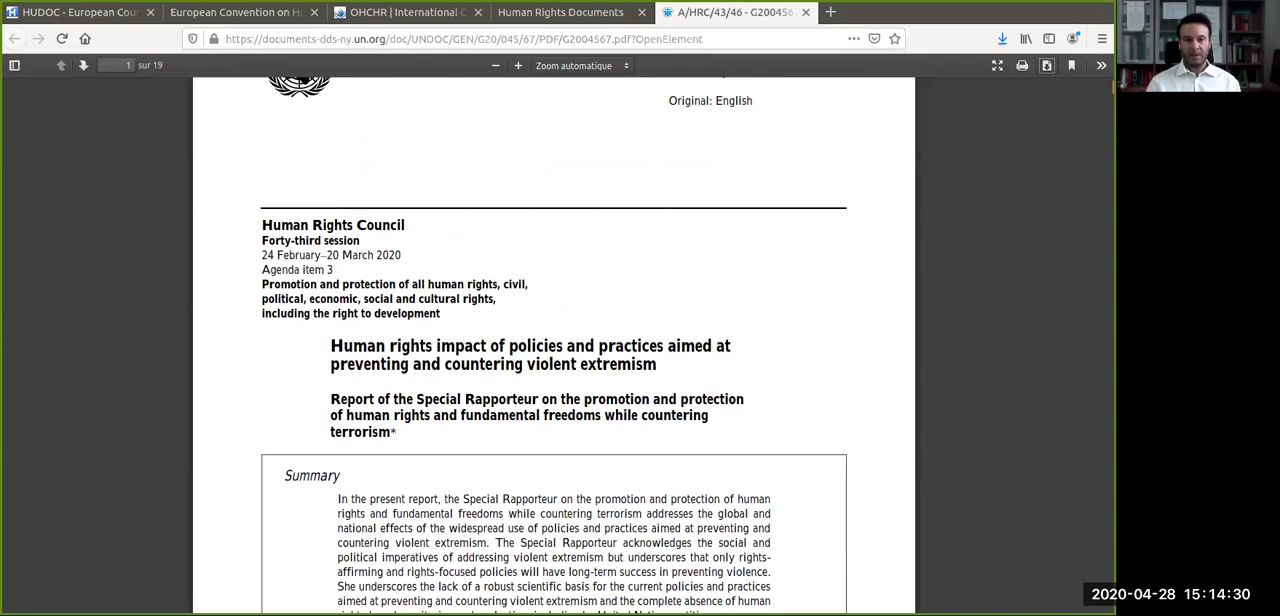 HUDOC - European Cour
European Convention on H
OHCHR | International C
Human Rights Documents
A/HRC/43/46 - G200456
https://documents-dds-ny.un.org/doc/UNDOC/GEN/G20/045/67/PDF/G2004567.pdf?OpenElement
1 sur 19
Zoom automatique
Original: English
Human Rights Council
Forty-third session
24 February–20 March 2020
Agenda item 3
Promotion and protection of all human rights, civil,
political, economic, social and cultural rights,
including the right to development
Human rights impact of policies and practices aimed at
preventing and countering violent extremism
Report of the Special Rapporteur on the promotion and protection
of human rights and fundamental freedoms while countering
terrorism*
Summary
In the present report, the Special Rapporteur on the promotion and protection of human
rights and fundamental freedoms while countering terrorism addresses the global and
national effects of the widespread use of policies and practices aimed at preventing and
countering violent extremism. The Special Rapporteur acknowledges the social and
political imperatives of addressing violent extremism but underscores that only rights-
affirming and rights-focused policies will have long-term success in preventing violence.
She underscores the lack of a robust scientific basis for the current policies and practices
aimed at preventing and countering violent extremism and the complete absence of human
2020-04-28 15:14:30